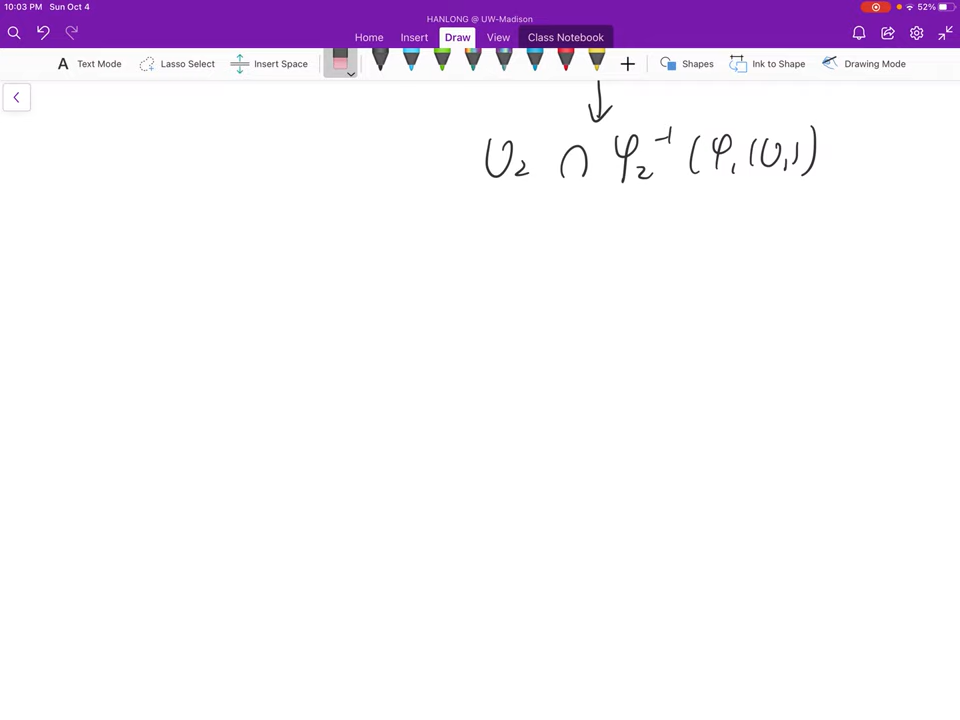 10:03 PM Sun Oct 4
52%
HANLONG @ UW-Madison
Home Insert Draw View Class Notebook
A Text Mode Lasso Select Insert Space Shapes Ink to Shape Drawing Mode
↓
U₂ ∩ φ₂⁻¹ (φ₁(U₁))